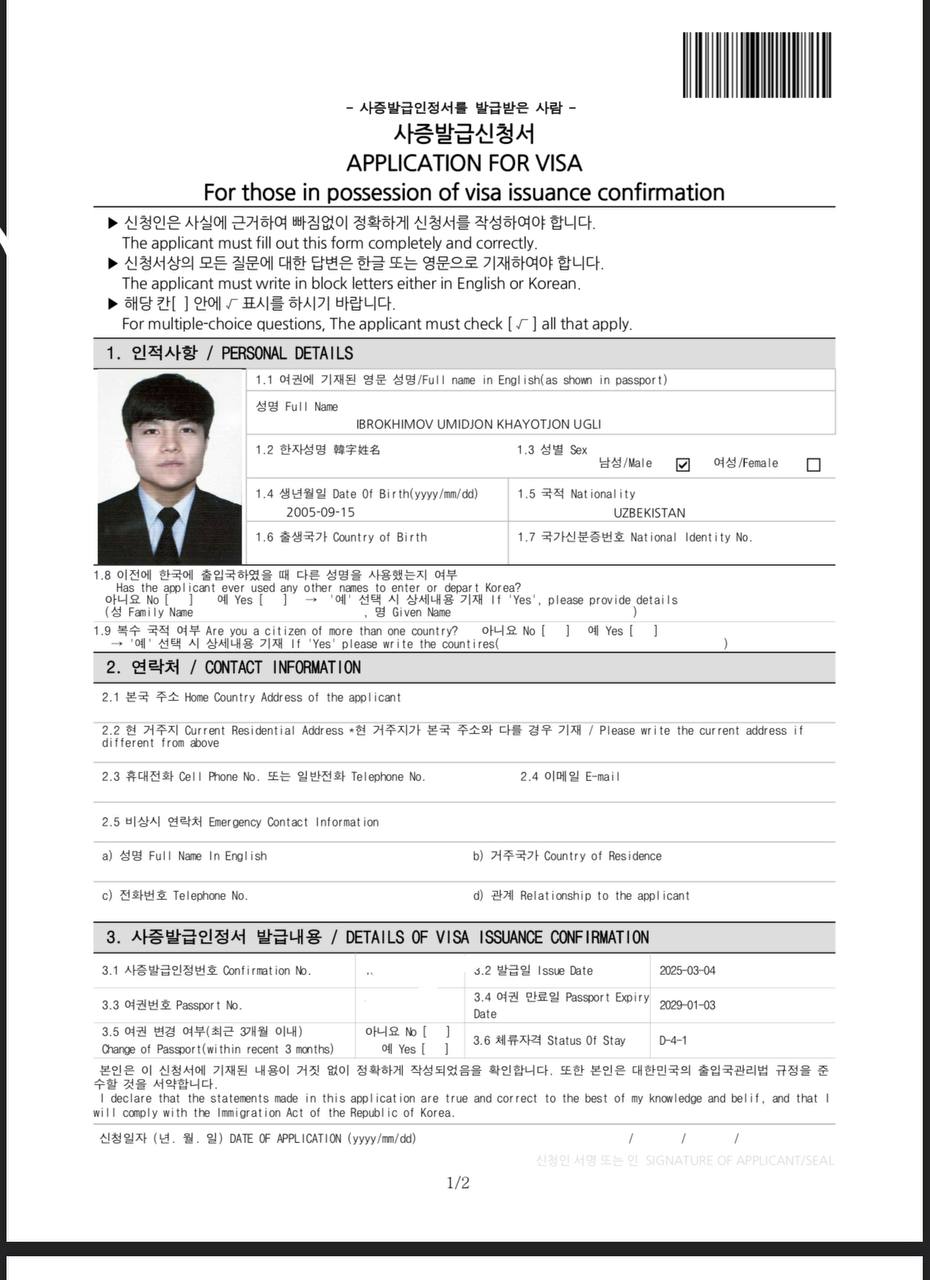 - 사증발급인정서를 발급받은 사람 -
사증발급신청서
APPLICATION FOR VISA
For those in possession of visa issuance confirmation
▶ 신청인은 사실에 근거하여 빠짐없이 정확하게 신청서를 작성하여야 합니다.
The applicant must fill out this form completely and correctly.
▶ 신청서상의 모든 질문에 대한 답변은 한글 또는 영문으로 기재하여야 합니다.
The applicant must write in block letters either in English or Korean.
▶ 해당 칸[ ] 안에 √ 표시를 하시기 바랍니다.
For multiple-choice questions, The applicant must check [ √ ] all that apply.
1. 인적사항 / PERSONAL DETAILS
1.1 여권에 기재된 영문 성명/Full name in English(as shown in passport)
성명 Full Name
IBROKHIMOV UMIDJON KHAYOTJON UGLI
1.2 한자성명 韓字姓名 1.3 성별 Sex
남성/Male ☑ 여성/Female ☐
1.4 생년월일 Date Of Birth(yyyy/mm/dd) 1.5 국적 Nationality
2005-09-15 UZBEKISTAN
1.6 출생국가 Country of Birth 1.7 국가신분증번호 National Identity No.
1.8 이전에 한국에 출입국하였을 때 다른 성명을 사용했는지 여부
Has the applicant ever used any other names to enter or depart Korea?
아니요 No [ ] 예 Yes [ ] → '예' 선택 시 상세내용 기재 If 'Yes', please provide details
(성 Family Name , 명 Given Name )
1.9 복수 국적 여부 Are you a citizen of more than one country? 아니요 No [ ] 예 Yes [ ]
→ '예' 선택 시 상세내용 기재 If 'Yes' please write the countires( )
2. 연락처 / CONTACT INFORMATION
2.1 본국 주소 Home Country Address of the applicant
2.2 현 거주지 Current Residential Address *현 거주지가 본국 주소와 다를 경우 기재 / Please write the current address if
different from above
2.3 휴대전화 Cell Phone No. 또는 일반전화 Telephone No. 2.4 이메일 E-mail
2.5 비상시 연락처 Emergency Contact Information
a) 성명 Full Name In English b) 거주국가 Country of Residence
c) 전화번호 Telephone No. d) 관계 Relationship to the applicant
3. 사증발급인정서 발급내용 / DETAILS OF VISA ISSUANCE CONFIRMATION
3.1 사증발급인정번호 Confirmation No. 3.2 발급일 Issue Date 2025-03-04
3.3 여권번호 Passport No. 3.4 여권 만료일 Passport Expiry
Date 2029-01-03
3.5 여권 변경 여부(최근 3개월 이내) 아니요 No [ ]
Change of Passport(within recent 3 months) 예 Yes [ ] 3.6 체류자격 Status Of Stay D-4-1
본인은 이 신청서에 기재된 내용이 거짓 없이 정확하게 작성되었음을 확인합니다. 또한 본인은 대한민국의 출입국관리법 규정을 준
수할 것을 서약합니다.
I declare that the statements made in this application are true and correct to the best of my knowledge and belif, and that I
will comply with the Immigration Act of the Republic of Korea.
신청일자 (년. 월. 일) DATE OF APPLICATION (yyyy/mm/dd) / / /
신청인 서명 또는 인 SIGNATURE OF APPLICANT/SEAL
1/2